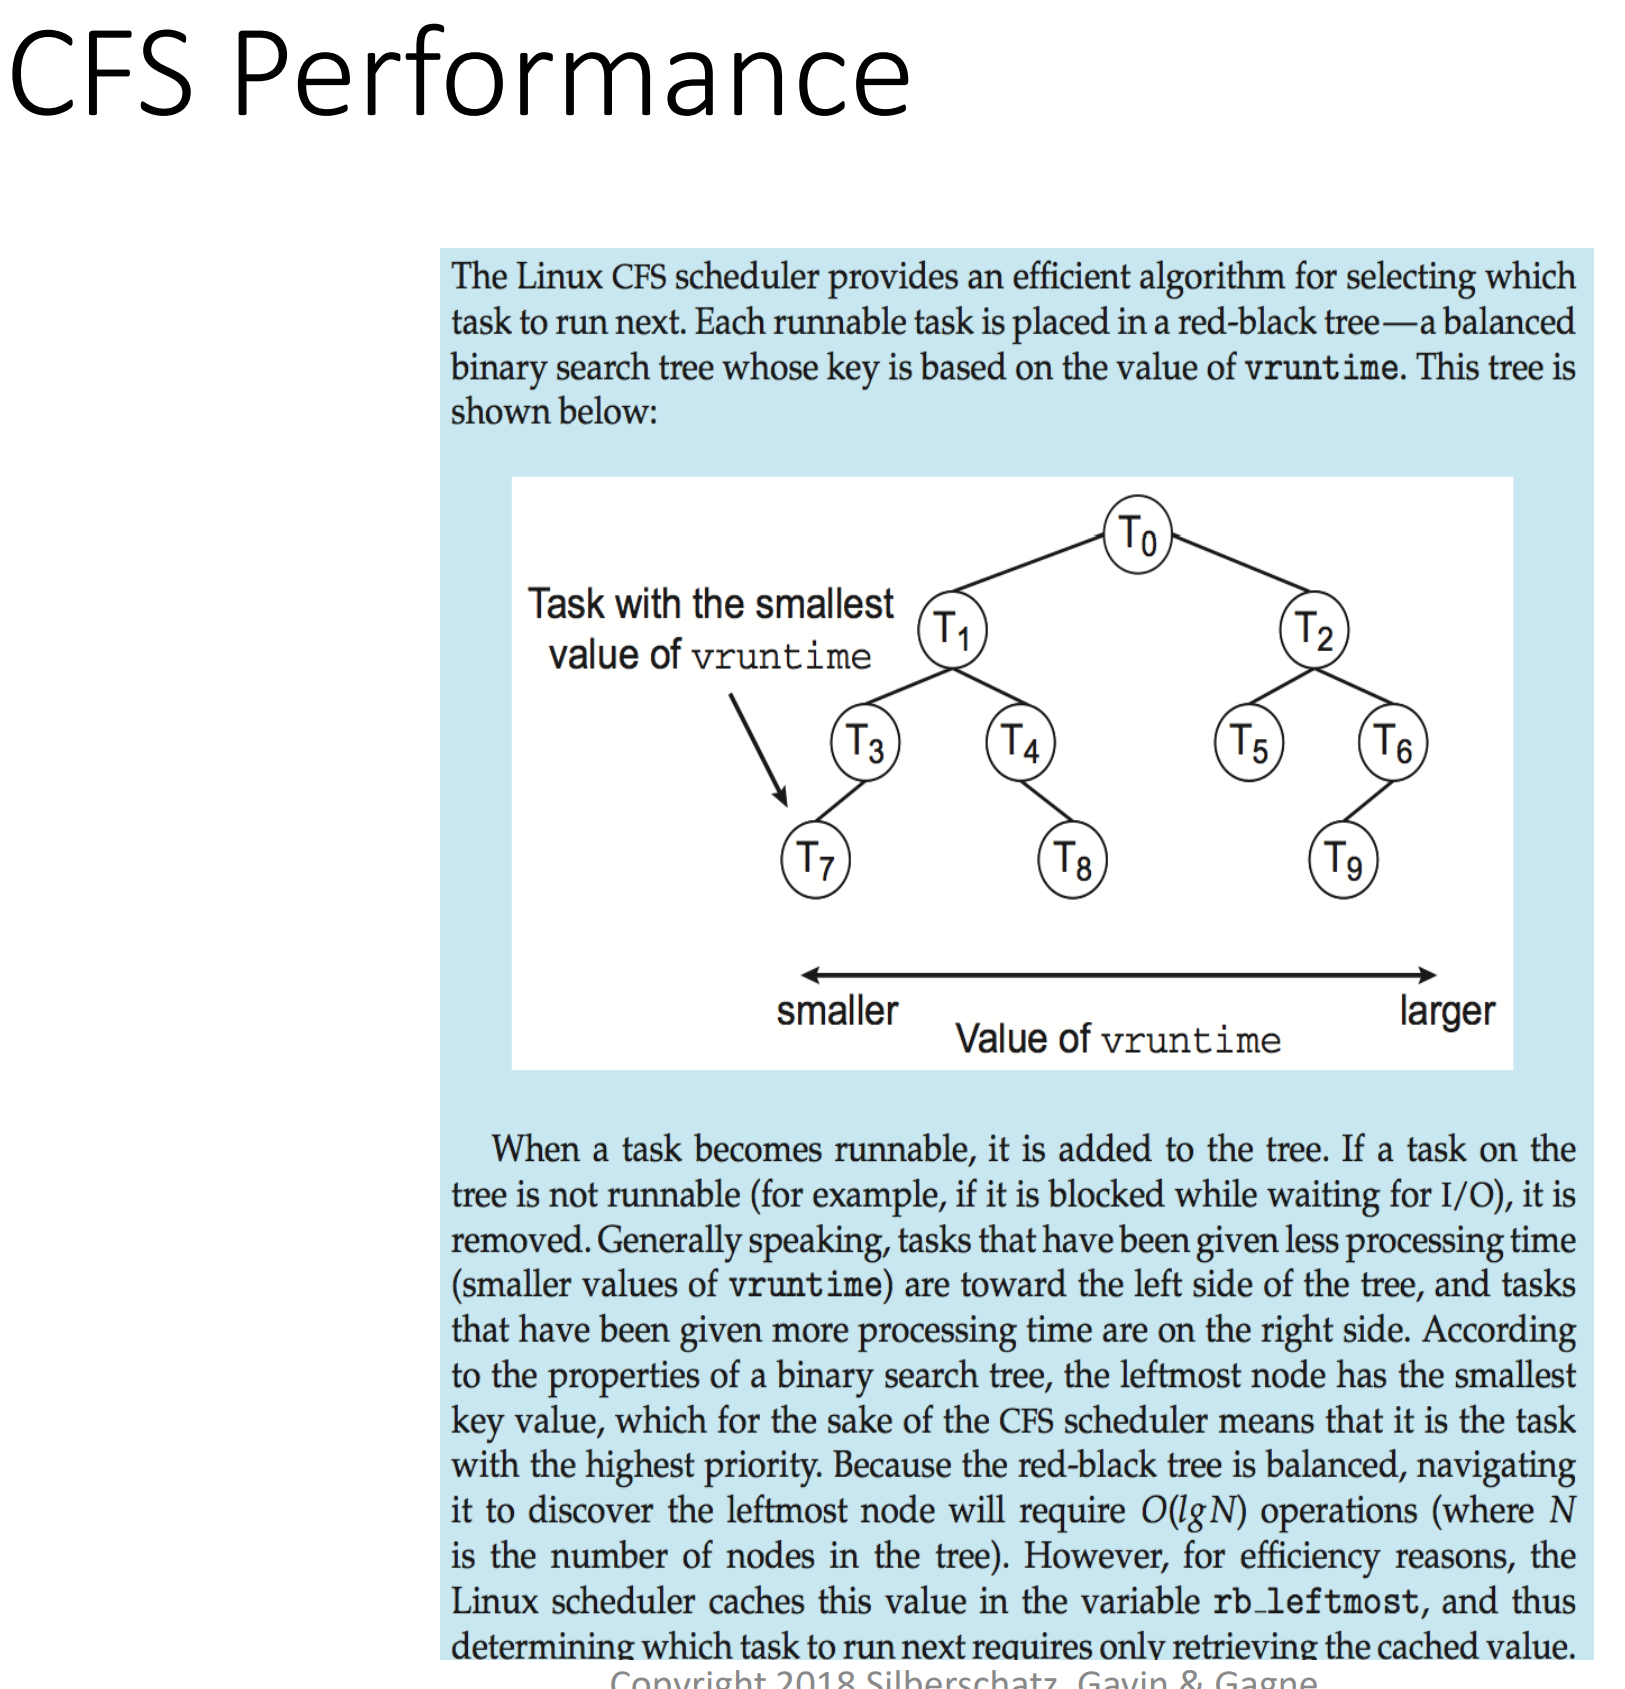 CFS Performance
The Linux CFS scheduler provides an efficient algorithm for selecting which
task to run next. Each runnable task is placed in a red-black tree—a balanced
binary search tree whose key is based on the value of vruntime. This tree is
shown below:
T0
Task with the smallest
value of vruntime
T1
T2
T3
T4
T5
T6
T7
T8
T9
smaller
larger
Value of vruntime
When a task becomes runnable, it is added to the tree. If a task on the
tree is not runnable (for example, if it is blocked while waiting for I/O), it is
removed. Generally speaking, tasks that have been given less processing time
(smaller values of vruntime) are toward the left side of the tree, and tasks
that have been given more processing time are on the right side. According
to the properties of a binary search tree, the leftmost node has the smallest
key value, which for the sake of the CFS scheduler means that it is the task
with the highest priority. Because the red-black tree is balanced, navigating
it to discover the leftmost node will require O(lg N) operations (where N
is the number of nodes in the tree). However, for efficiency reasons, the
Linux scheduler caches this value in the variable rb_leftmost, and thus
determining which task to run next requires only retrieving the cached value.
Copyright 2018 Silberschatz, Gavin & Gagne